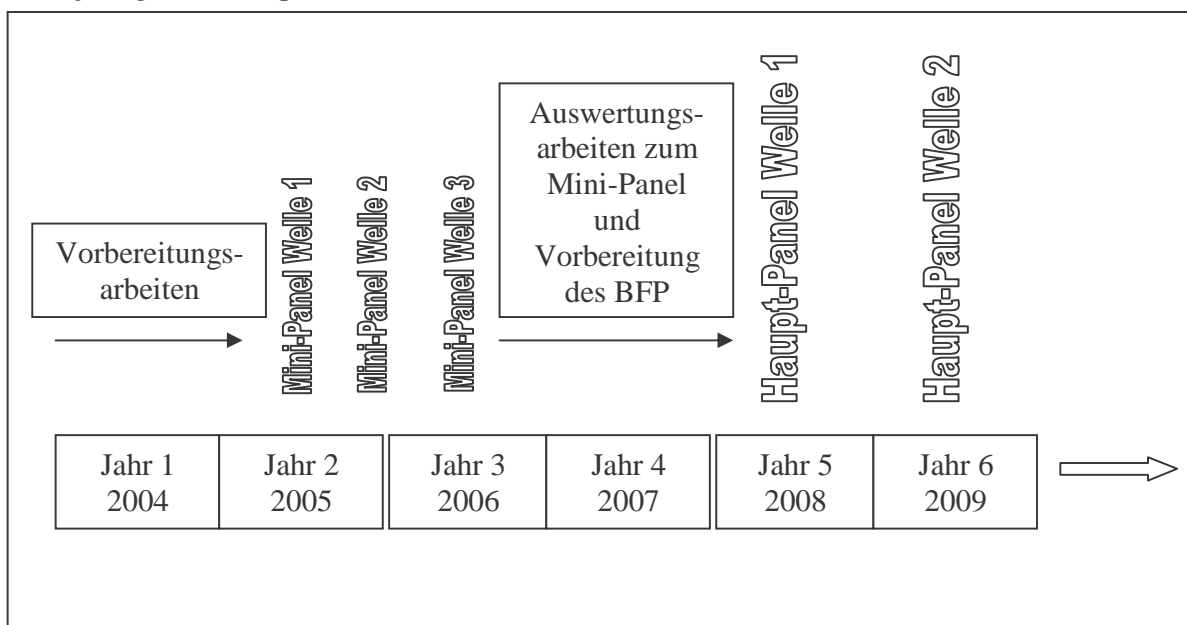 Vorbereitungs-
arbeiten
Mini-Panel Welle 1
Mini-Panel Welle 2
Mini-Panel Welle 3
Auswertungs-
arbeiten zum
Mini-Panel
und
Vorbereitung
des BFP
Haupt-Panel Welle 1
Haupt-Panel Welle 2
Jahr 1
2004
Jahr 2
2005
Jahr 3
2006
Jahr 4
2007
Jahr 5
2008
Jahr 6
2009